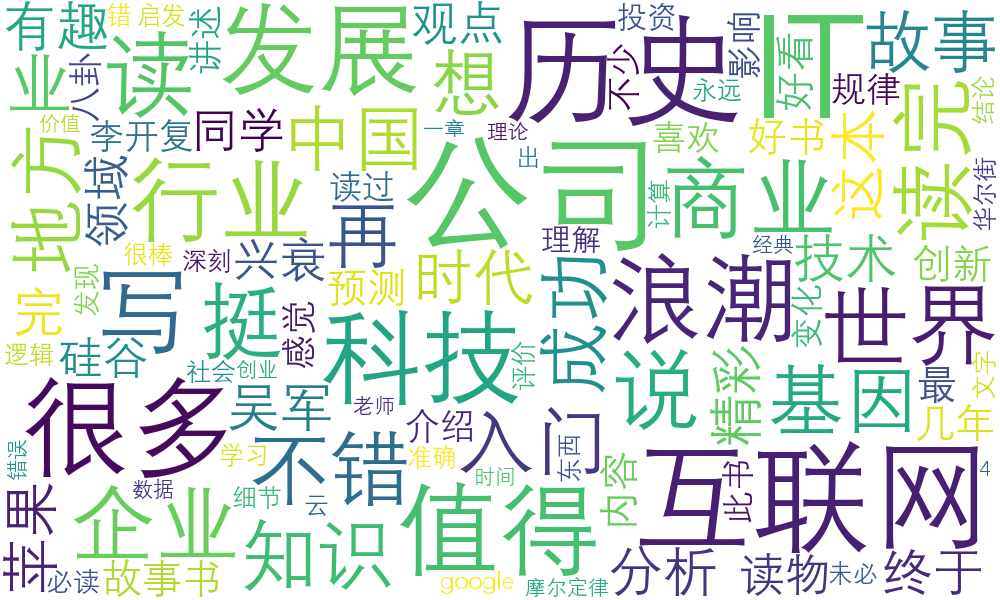 有趣
错
启发
讲述
观点
投资
影响
IT
故事
发展
历史
好看
读
想
不少
永远
规律
结论
业
八卦
价值
李开复
同学
中国
一章
理论
出
喜欢
好书
这本
读完
地方
领域
行业
读过
公司
商业
计算
华尔街
很棒
深刻
兴衰
再
理解
经典
技术
创新
发现
写
挺
预测
时代
成功
浪潮
变化
世界
完
感觉
科技
逻辑
硅谷
社会
创业
评价
说
精彩
基因
最
文字
很多
吴军
老师
介绍
入门
几年
错误
学习
不错
准确
东西
互联网
苹果
数据
细节
云
时间
值得
内容
此书
4
企业
知识
必读
故事书
google
摩尔定律
分析
读物
未必
终于